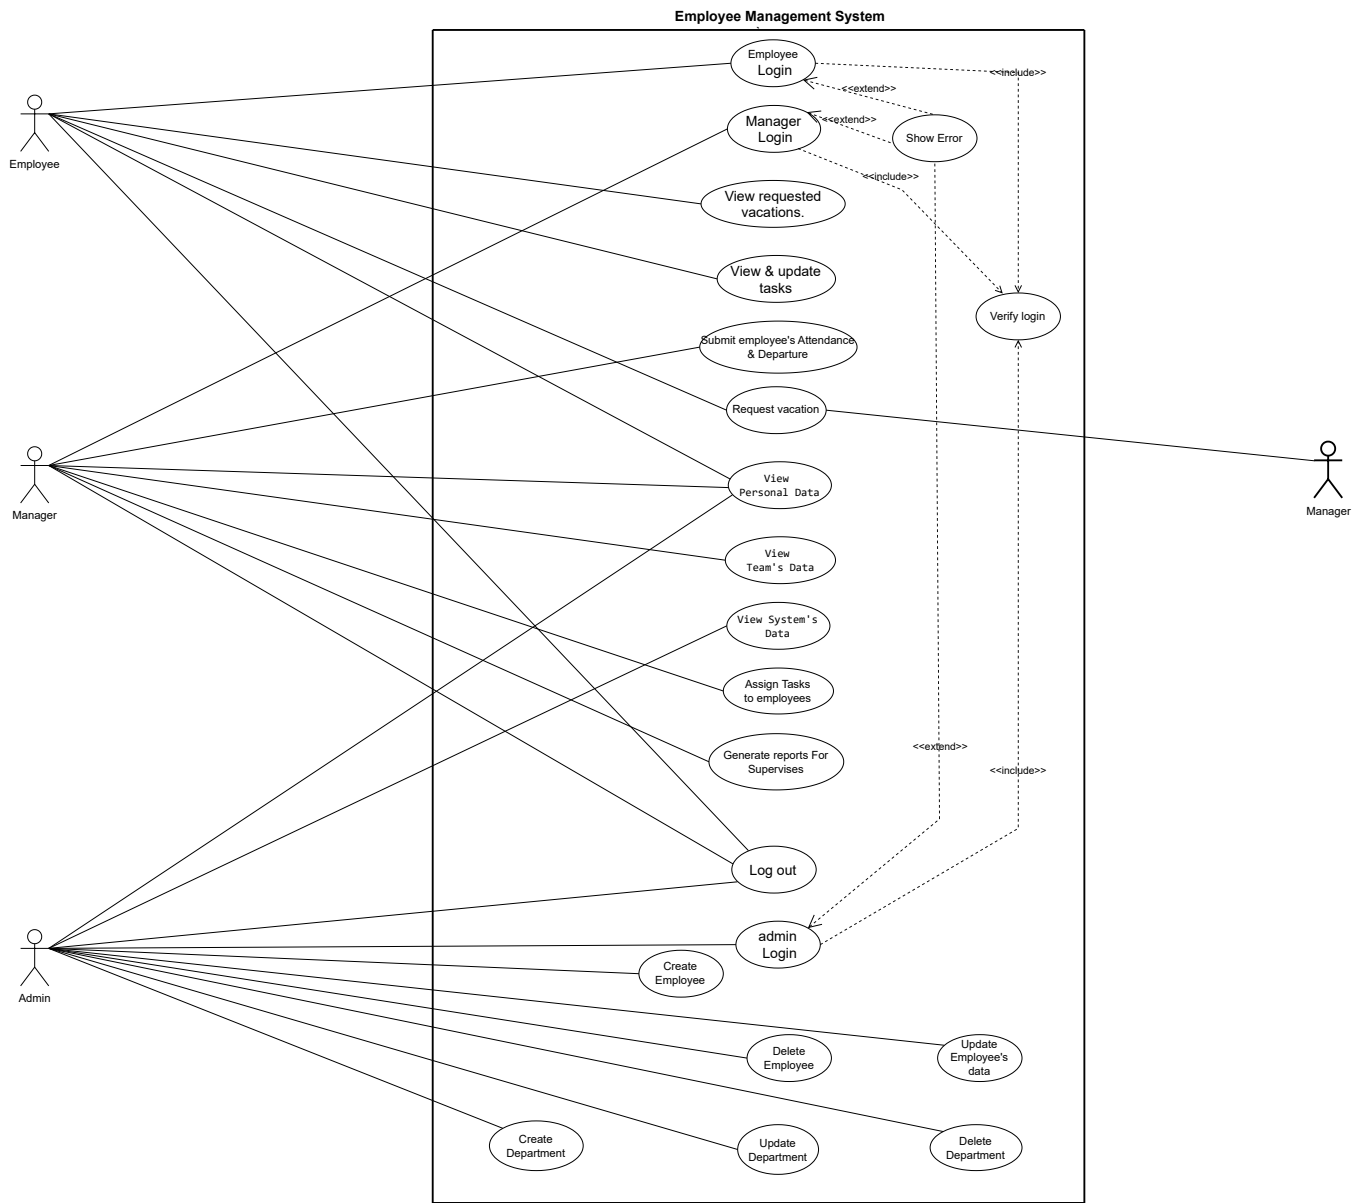 Employee Management System
Employee
Login
<<include>>
<<extend>>
Manager
Login
<<extend>>
Show Error
Employee
<<include>>
View requested
vacations.
View & update
tasks
Verify login
Submit employee's Attendance
& Departure
Request vacation
Manager
Manager
View
Personal Data
View
Team's Data
View System's
Data
Assign Tasks
to employees
Generate reports For
Supervises
<<extend>>
<<include>>
Log out
admin
Login
Admin
Create
Employee
Delete
Employee
Update
Employee's
data
Create
Department
Update
Department
Delete
Department